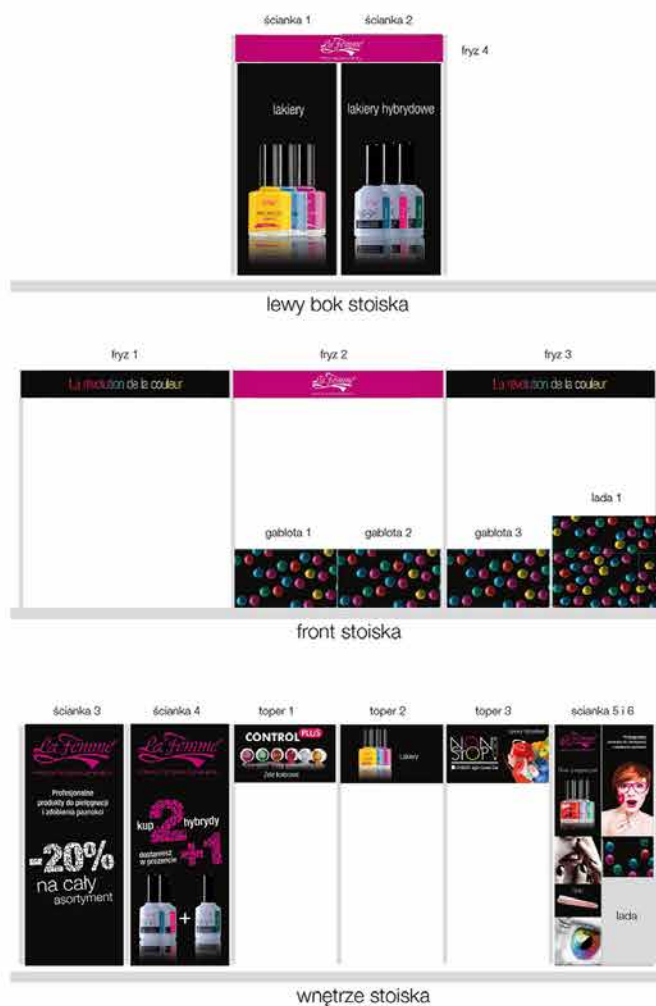 ścianka 1
ścianka 2
La Femme
fryz 4
lakiery
lakiery hybrydowe
lewy bok stoiska
fryz 1
fryz 2
fryz 3
La révolution de la couleur
La Femme
La révolution de la couleur
lada 1
gablota 1
gablota 2
gablota 3
front stoiska
ścianka 3
ścianka 4
toper 1
toper 2
toper 3
ścianka 5 i 6
La Femme
Profesjonalne
produkty do pielęgnacji
i zdobienia paznokci
-20%
na cały
asortyment
La Femme
kup 2 hybrydy
dostaniesz
w prezencie +1
+
CONTROL PLUS
Żele kolorowe
Lakiery
NON
STOP!
lada
wnętrze stoiska